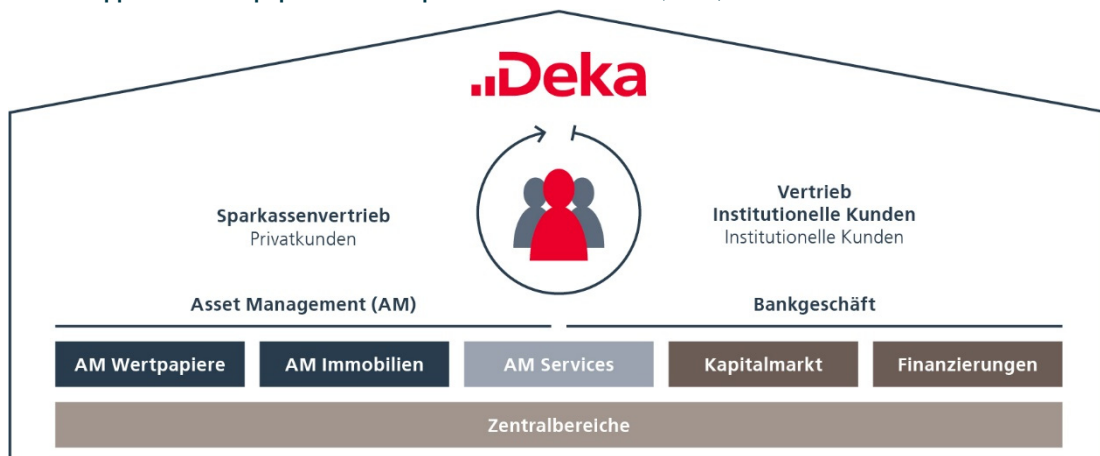 Deka
Sparkassenvertrieb
Privatkunden
Vertrieb
Institutionelle Kunden
Institutionelle Kunden
Asset Management (AM)
Bankgeschäft
AM Wertpapiere
AM Immobilien
AM Services
Kapitalmarkt
Finanzierungen
Zentralbereiche